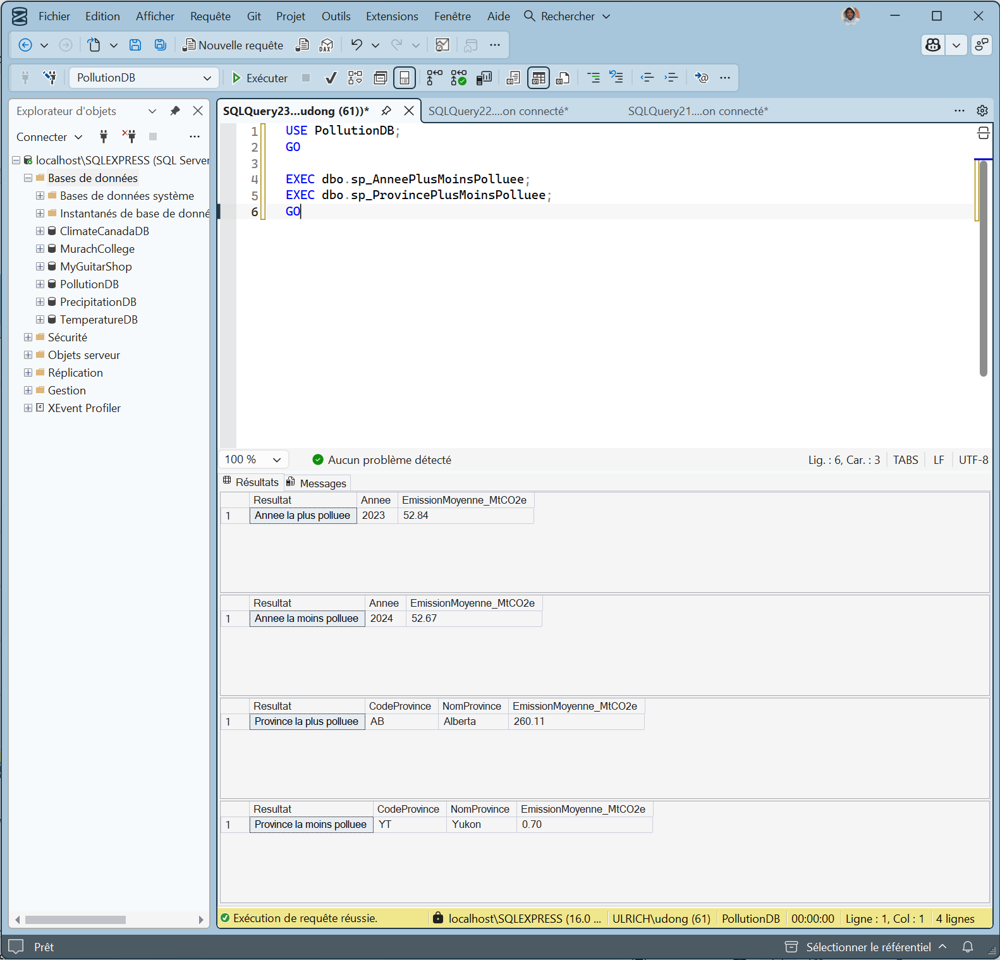 Fichier Edition Afficher Requête Git Projet Outils Extensions Fenêtre Aide Rechercher
Nouvelle requête DAX
PollutionDB Exécuter
Explorateur d'objets
Connecter
localhost\SQLEXPRESS (SQL Server
Bases de données
Bases de données système
Instantanés de base de donné
ClimateCanadaDB
MurachCollege
MyGuitarShop
PollutionDB
PrecipitationDB
TemperatureDB
Sécurité
Objets serveur
Réplication
Gestion
XEvent Profiler
SQLQuery23...udong (61))* SQLQuery22....on connecté* SQLQuery21....on connecté*
1 USE PollutionDB;
2 GO
3
4 EXEC dbo.sp_AnneePlusMoinsPolluee;
5 EXEC dbo.sp_ProvincePlusMoinsPolluee;
6 GO
100 % Aucun problème détecté Lig. : 6, Car. : 3 TABS LF UTF-8
Résultats Messages
Resultat Annee EmissionMoyenne_MtCO2e
1 Annee la plus polluee 2023 52.84
Resultat Annee EmissionMoyenne_MtCO2e
1 Annee la moins polluee 2024 52.67
Resultat CodeProvince NomProvince EmissionMoyenne_MtCO2e
1 Province la plus polluee AB Alberta 260.11
Resultat CodeProvince NomProvince EmissionMoyenne_MtCO2e
1 Province la moins polluee YT Yukon 0.70
Exécution de requête réussie. localhost\SQLEXPRESS (16.0 ... ULRICH\udong (61) PollutionDB 00:00:00 Ligne : 1, Col : 1 4 lignes
Prêt Sélectionner le référentiel